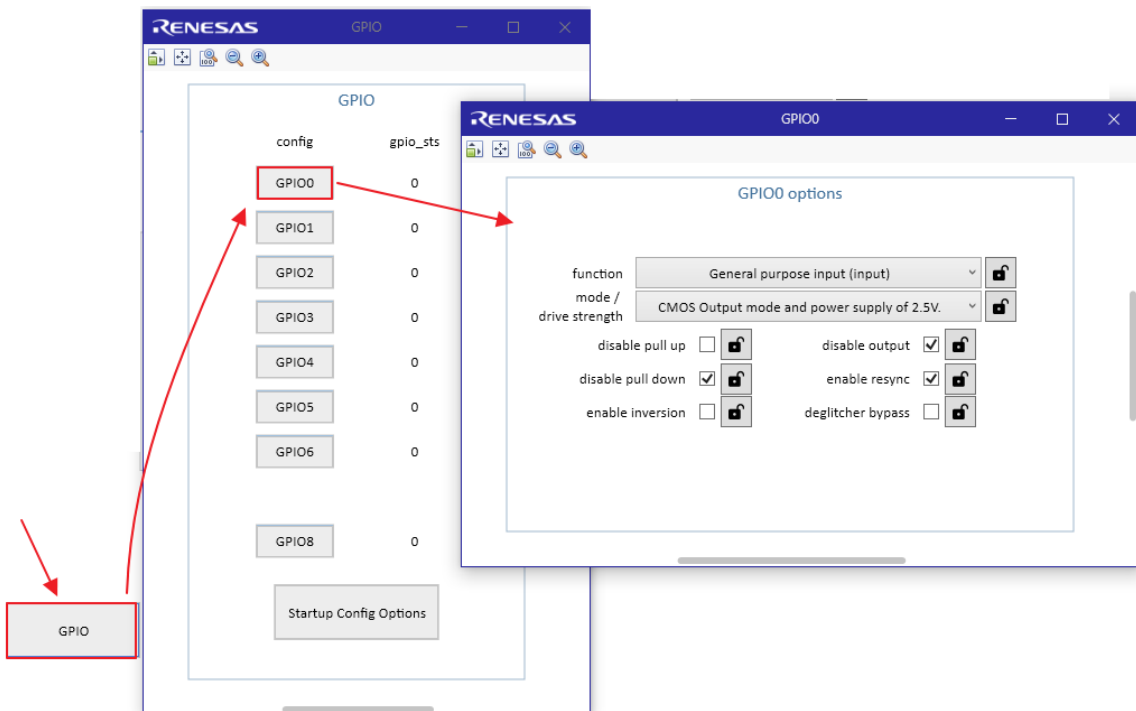 RENESAS GPIO
GPIO
config gpio_sts
GPIO0 0
GPIO1 0
GPIO2 0
GPIO3 0
GPIO4 0
GPIO5 0
GPIO6 0
GPIO8 0
Startup Config Options
GPIO
RENESAS GPIO0
GPIO0 options
function General purpose input (input)
mode /
drive strength CMOS Output mode and power supply of 2.5V.
disable pull up disable output
disable pull down enable resync
enable inversion deglitcher bypass